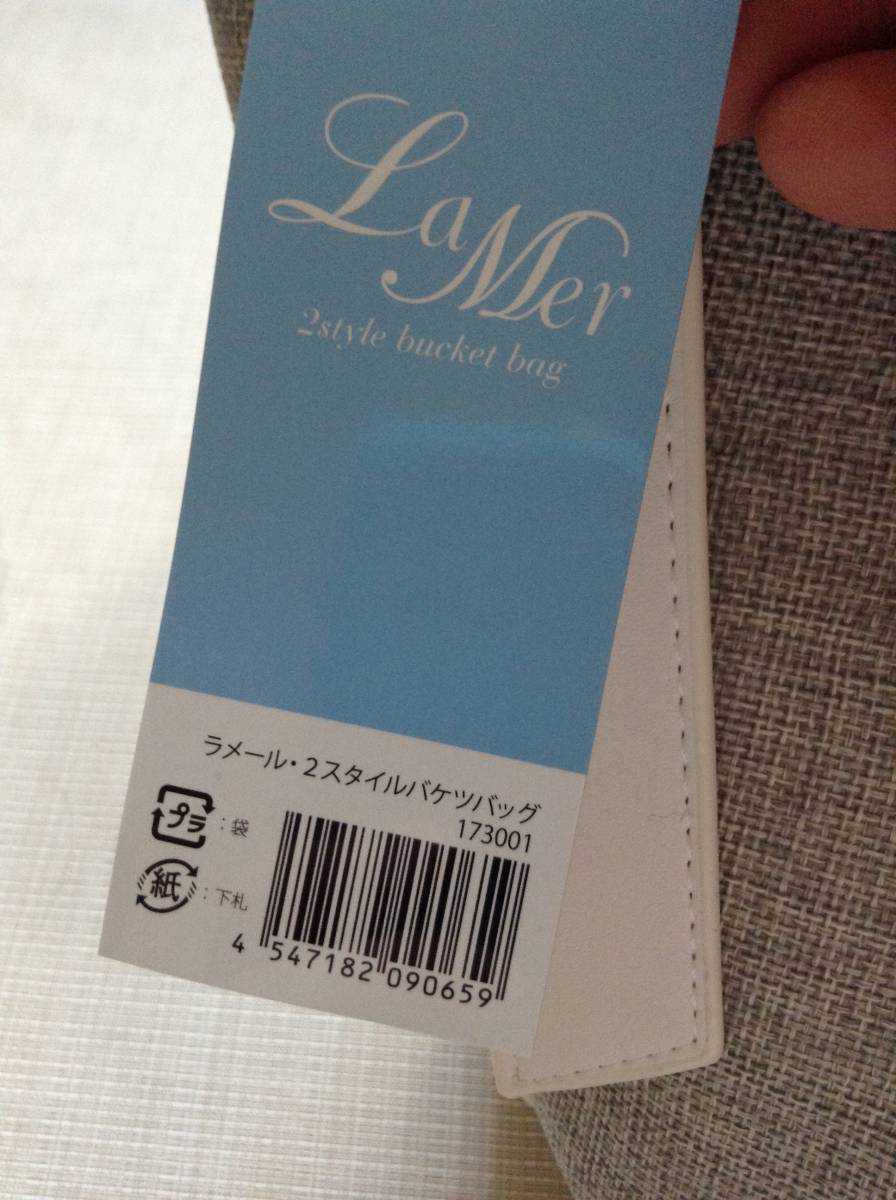 La Mer
2style bucket bag
ラメール・2スタイルバケツバッグ
173001
プラ:袋
紙:下札
4 547182 090659